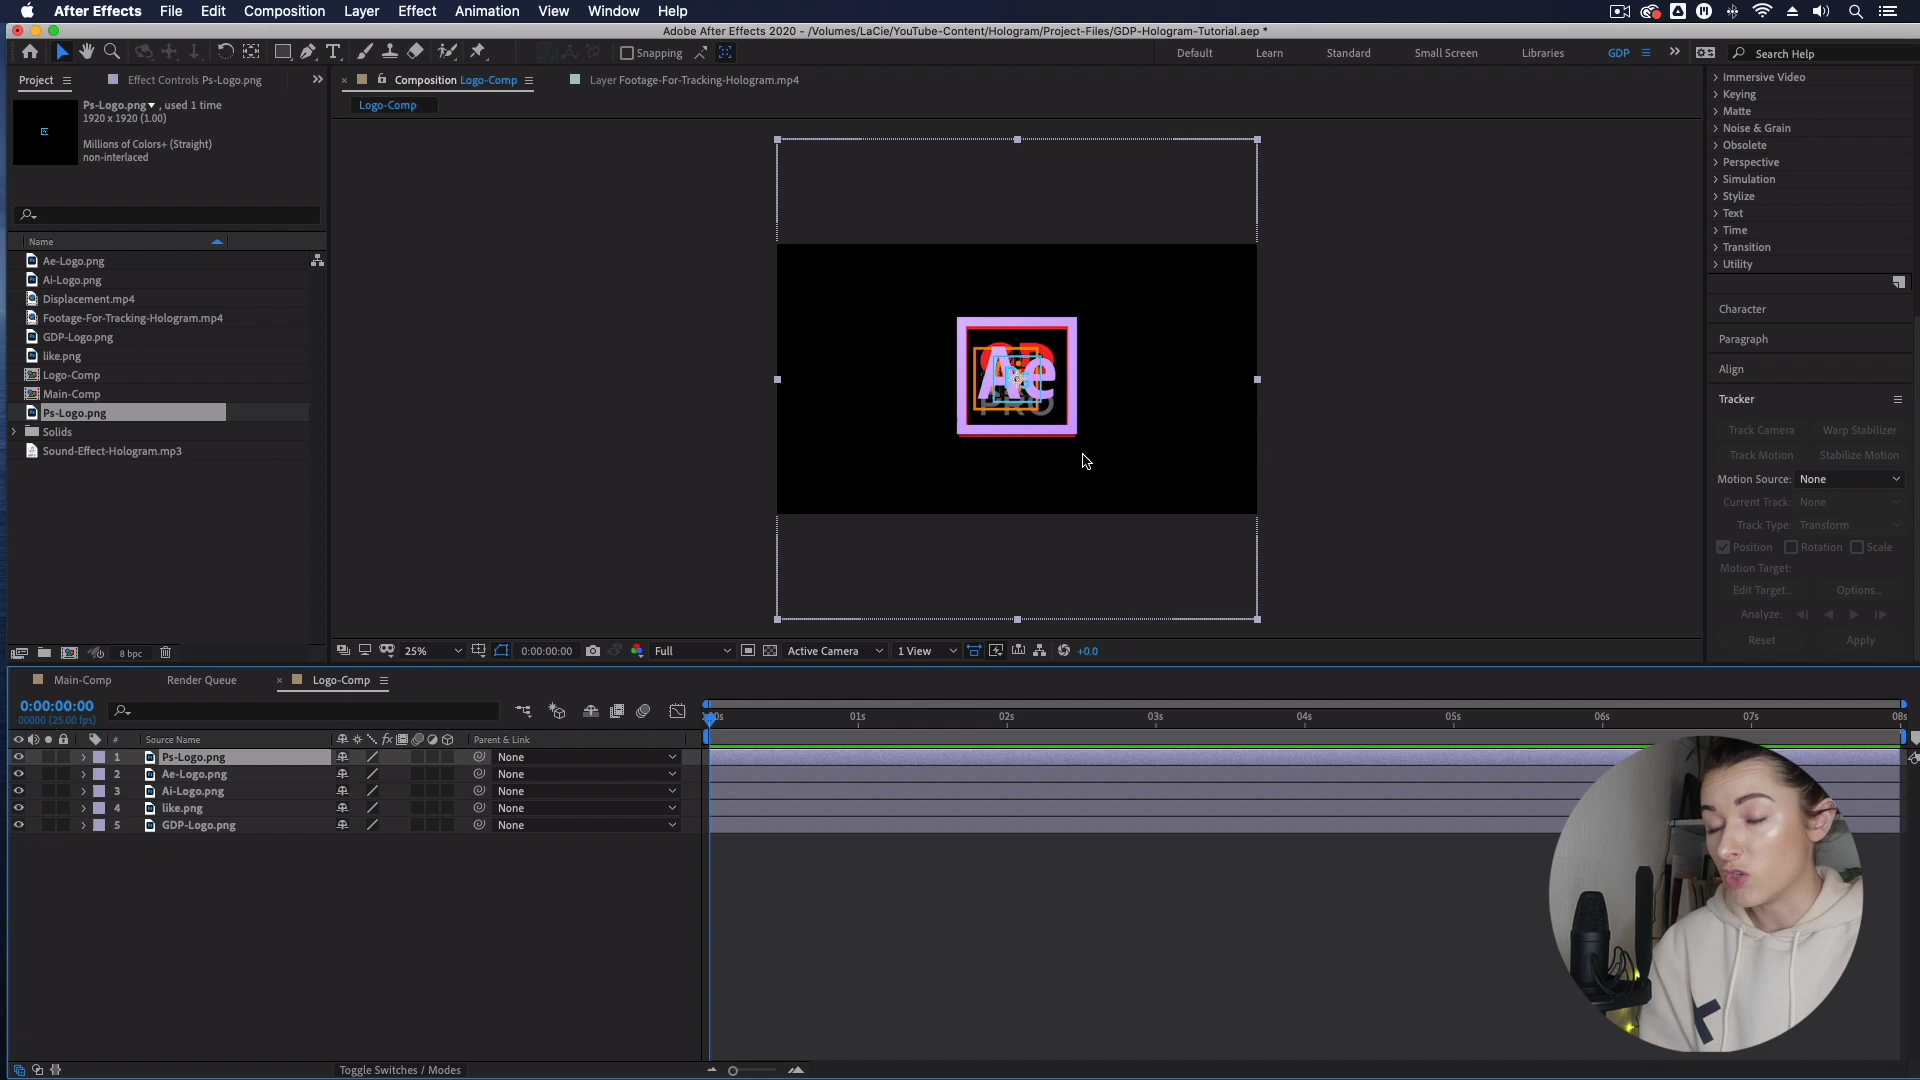 After Effects File Edit Composition Layer Effect Animation View Window Help
Adobe After Effects 2020 - /Volumes/LaCie/YouTube-Content/Hologram/Project-Files/GDP-Hologram-Tutorial.aep *
Snapping
Default Learn Standard Small Screen Libraries GDP Search Help
Project Effect Controls Ps-Logo.png
Composition Logo-Comp Layer Footage-For-Tracking-Hologram.mp4
Logo-Comp
Ps-Logo.png , used 1 time
1920 x 1920 (1.00)
Millions of Colors+ (Straight)
non-interlaced
Name
Ae-Logo.png
Ai-Logo.png
Displacement.mp4
Footage-For-Tracking-Hologram.mp4
GDP-Logo.png
like.png
Logo-Comp
Main-Comp
Ps-Logo.png
Solids
Sound-Effect-Hologram.mp3
8 bpc
Ae
PRO
25% 0:00:00:00 Full Active Camera 1 View +0.0
Immersive Video
Keying
Matte
Noise & Grain
Obsolete
Perspective
Simulation
Stylize
Text
Time
Transition
Utility
Character
Paragraph
Align
Tracker
Track Camera Warp Stabilizer
Track Motion Stabilize Motion
Motion Source: None
Current Track: None
Track Type: Transform
Position Rotation Scale
Motion Target:
Edit Target... Options...
Analyze:
Reset Apply
Main-Comp Render Queue Logo-Comp
0:00:00:00
00000 (25.00 fps)
01s 02s 03s 04s 05s 06s 07s 08s
# Source Name Parent & Link
1 Ps-Logo.png None
2 Ae-Logo.png None
3 Ai-Logo.png None
4 like.png None
5 GDP-Logo.png None
Toggle Switches / Modes